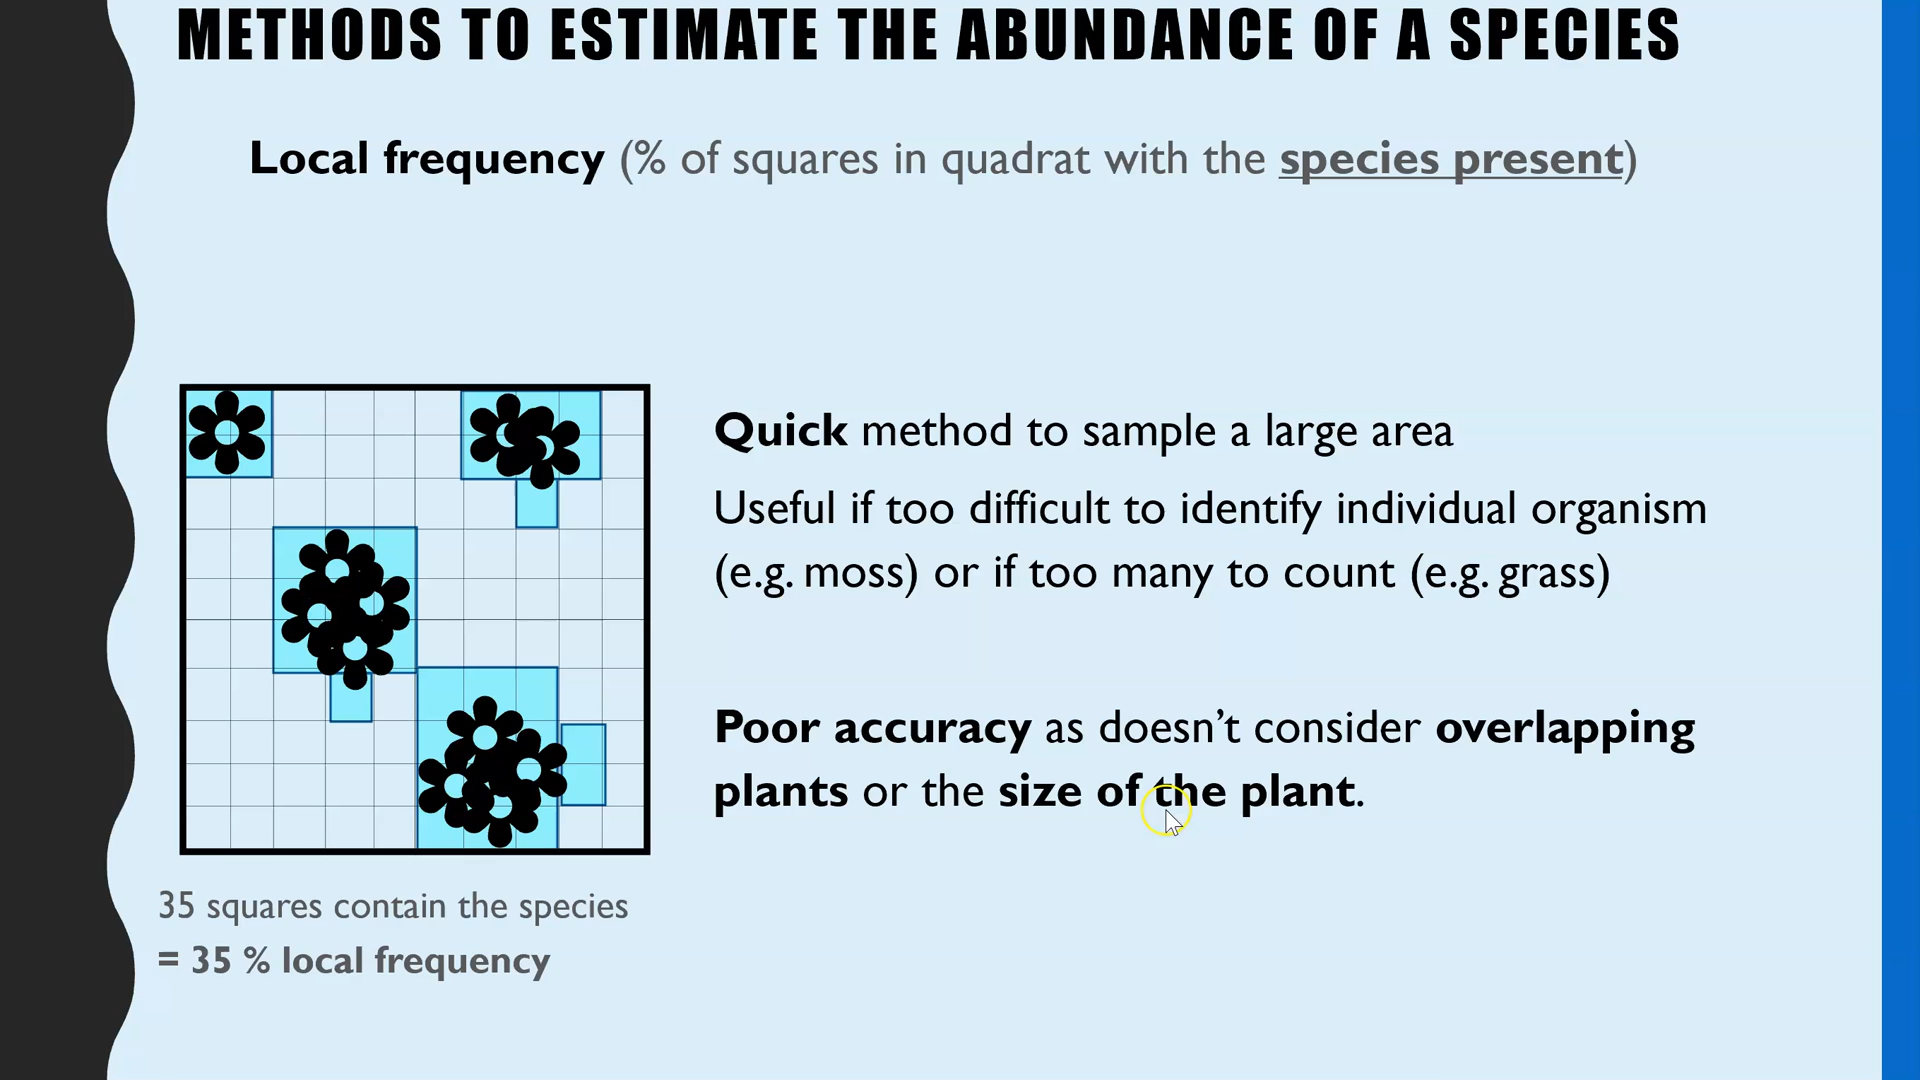 METHODS TO ESTIMATE THE ABUNDANCE OF A SPECIES
Local frequency (% of squares in quadrat with the species present)
Quick method to sample a large area
Useful if too difficult to identify individual organism
(e.g. moss) or if too many to count (e.g. grass)
Poor accuracy as doesn’t consider overlapping
plants or the size of the plant.
35 squares contain the species
= 35 % local frequency